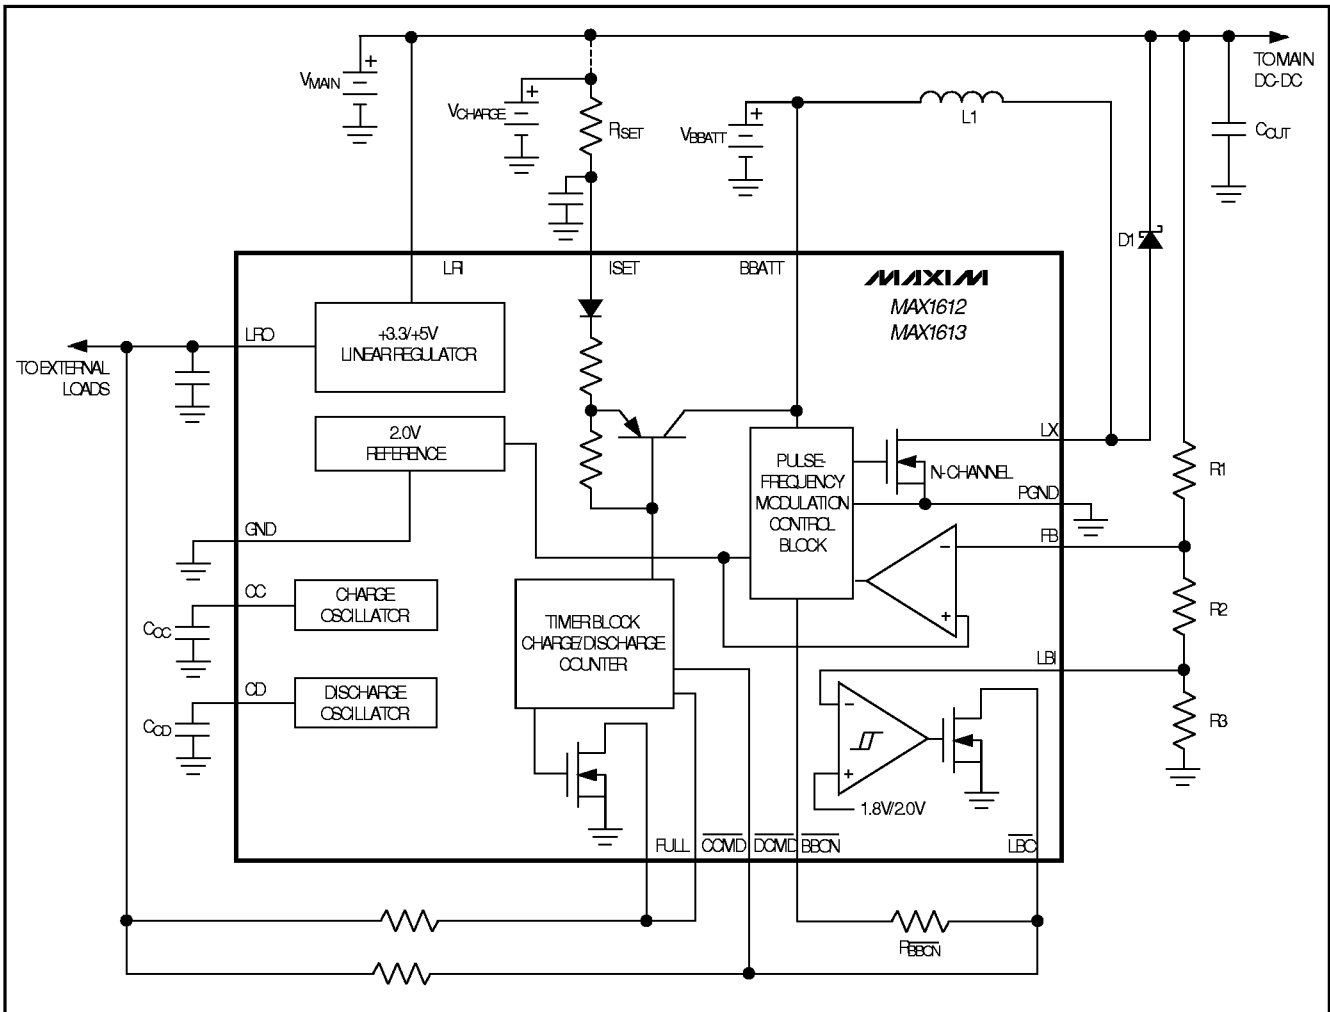 TO MAIN
DC-DC
VMAIN
+
VCHARGE
+
RISET
VBBATT
+
L1
COUT
D1
LRI
ISET
BBATT
MAXIM
MAX1612
MAX1613
LRO
+3.3/+5V
LINEAR REGULATOR
TO EXTERNAL
LOADS
2.0V
REFERENCE
PULSE-
FREQUENCY
MODULATION
CONTROL
BLOCK
LX
N-CHANNEL
PGND
R1
GND
FB
−
+
CC
CCC
CHARGE
OSCILLATOR
TIMER BLOCK
CHARGE/DISCHARGE
COUNTER
R2
LBI
CD
CCD
DISCHARGE
OSCILLATOR
−
+
1.8V/2.0V
R3
FULL
CCMD
DCMD
BBON
LBO
RBBON